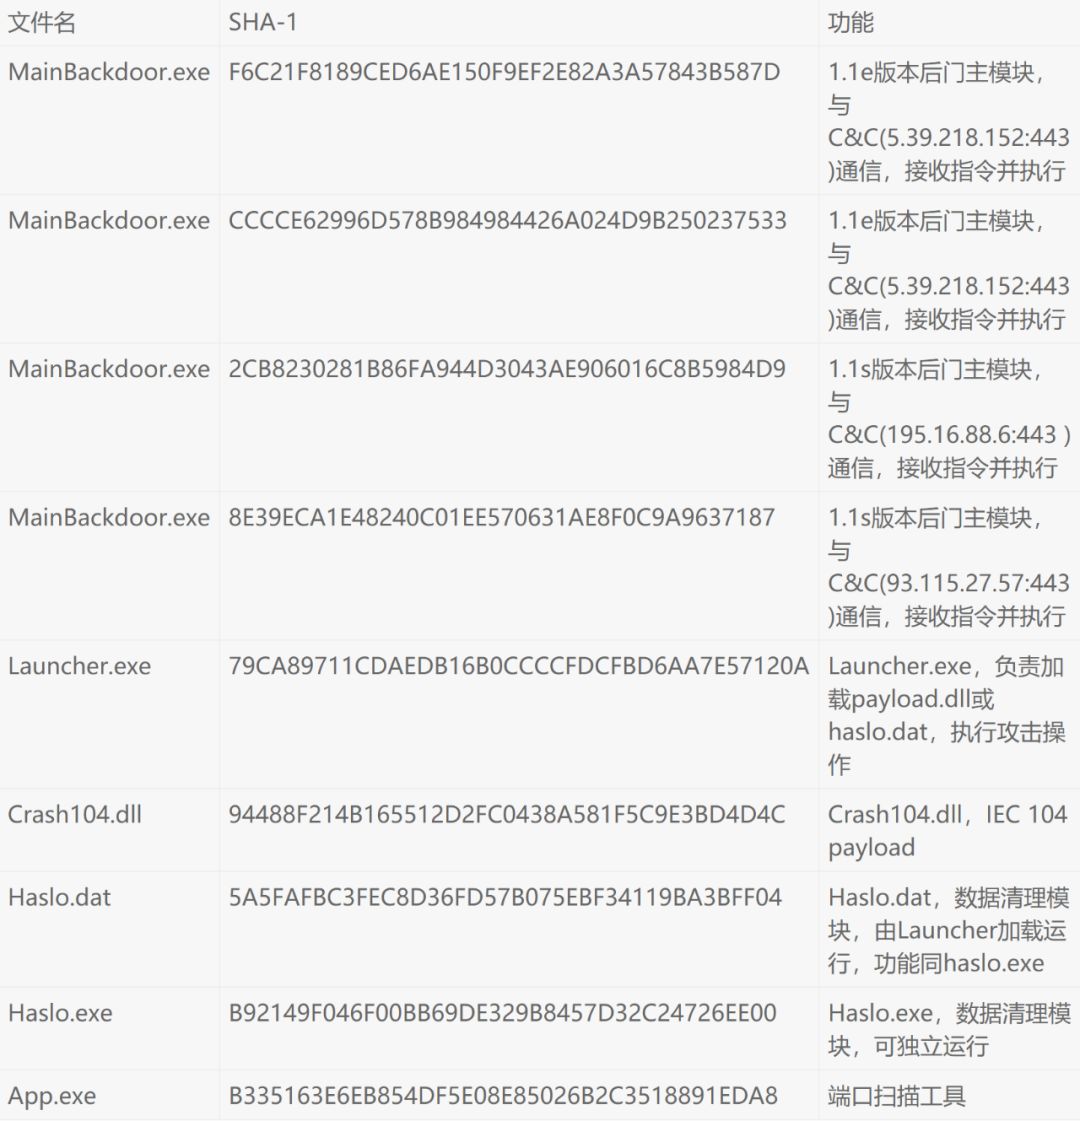 文件名 SHA-1 功能
MainBackdoor.exe F6C21F8189CED6AE150F9EF2E82A3A57843B587D 1.1e版本后门主模块，
与
C&C(5.39.218.152:443
)通信，接收指令并执行
MainBackdoor.exe CCCCE62996D578B984984426A024D9B250237533 1.1e版本后门主模块，
与
C&C(5.39.218.152:443
)通信，接收指令并执行
MainBackdoor.exe 2CB8230281B86FA944D3043AE906016C8B5984D9 1.1s版本后门主模块，
与
C&C(195.16.88.6:443 )
通信，接收指令并执行
MainBackdoor.exe 8E39ECA1E48240C01EE570631AE8F0C9A9637187 1.1s版本后门主模块，
与
C&C(93.115.27.57:443
)通信，接收指令并执行
Launcher.exe 79CA89711CDAEDB16B0CCCCFDCFBD6AA7E57120A Launcher.exe，负责加
载payload.dll或
haslo.dat，执行攻击操
作
Crash104.dll 94488F214B165512D2FC0438A581F5C9E3BD4D4C Crash104.dll，IEC 104
payload
Haslo.dat 5A5FAFBC3FEC8D36FD57B075EBF34119BA3BFF04 Haslo.dat，数据清理模
块，由Launcher加载运
行，功能同haslo.exe
Haslo.exe B92149F046F00BB69DE329B8457D32C24726EE00 Haslo.exe，数据清理模
块，可独立运行
App.exe B335163E6EB854DF5E08E85026B2C3518891EDA8 端口扫描工具